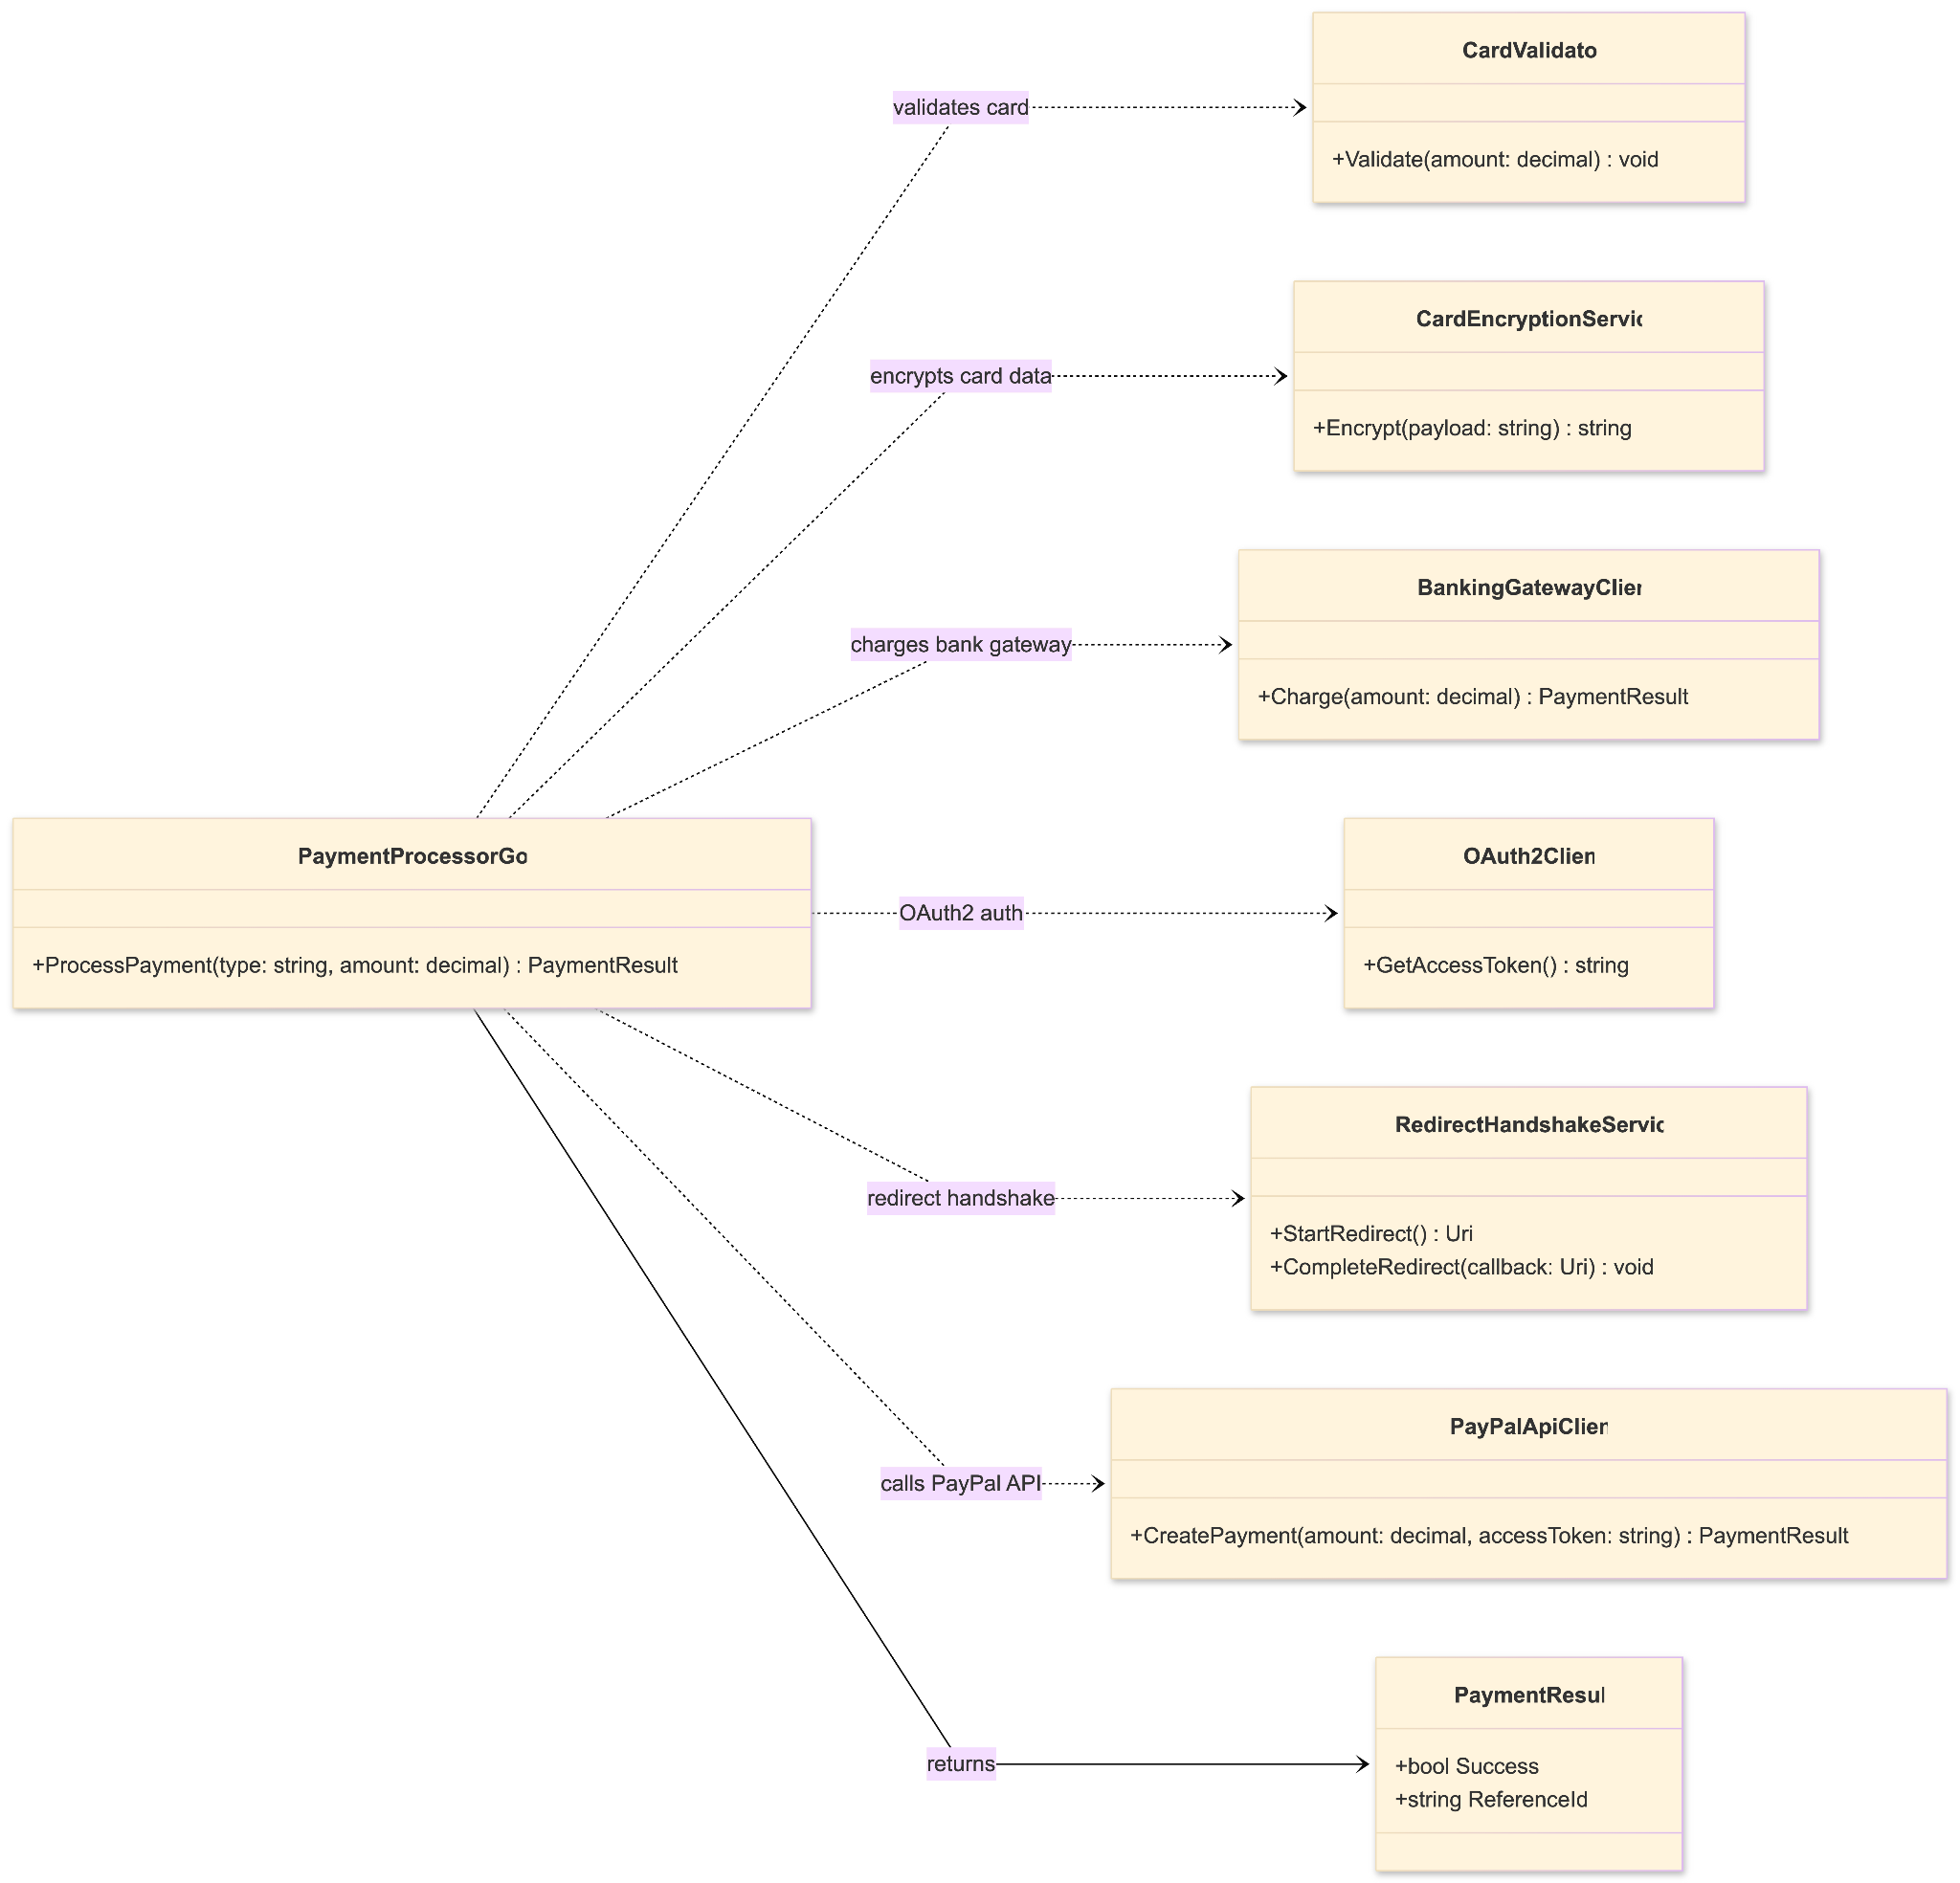 CardValidato
validates card
+Validate(amount: decimal) : void
CardEncryptionServic
encrypts card data
+Encrypt(payload: string) : string
BankingGatewayClien
charges bank gateway
+Charge(amount: decimal) : PaymentResult
PaymentProcessorGo
+ProcessPayment(type: string, amount: decimal) : PaymentResult
OAuth2Clien
OAuth2 auth
+GetAccessToken() : string
RedirectHandshakeServic
redirect handshake
+StartRedirect() : Uri
+CompleteRedirect(callback: Uri) : void
PayPalApiClien
calls PayPal API
+CreatePayment(amount: decimal, accessToken: string) : PaymentResult
PaymentResul
returns
+bool Success
+string ReferenceId